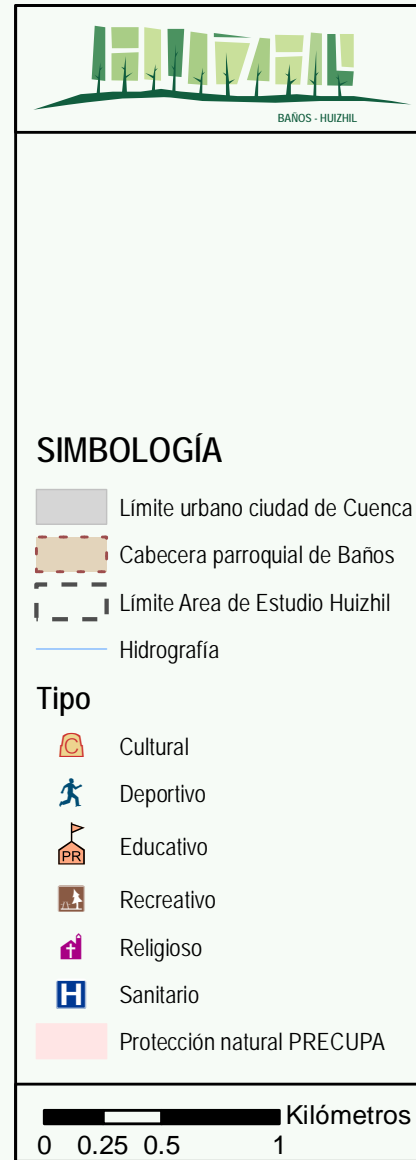 HUIZHIL
BAÑOS - HUIZHIL
SIMBOLOGÍA
Límite urbano ciudad de Cuenca
Cabecera parroquial de Baños
Límite Area de Estudio Huizhil
Hidrografía
Tipo
C Cultural
Deportivo
PR Educativo
Recreativo
Religioso
H Sanitario
Protección natural PRECUPA
Kilómetros
0 0.25 0.5 1